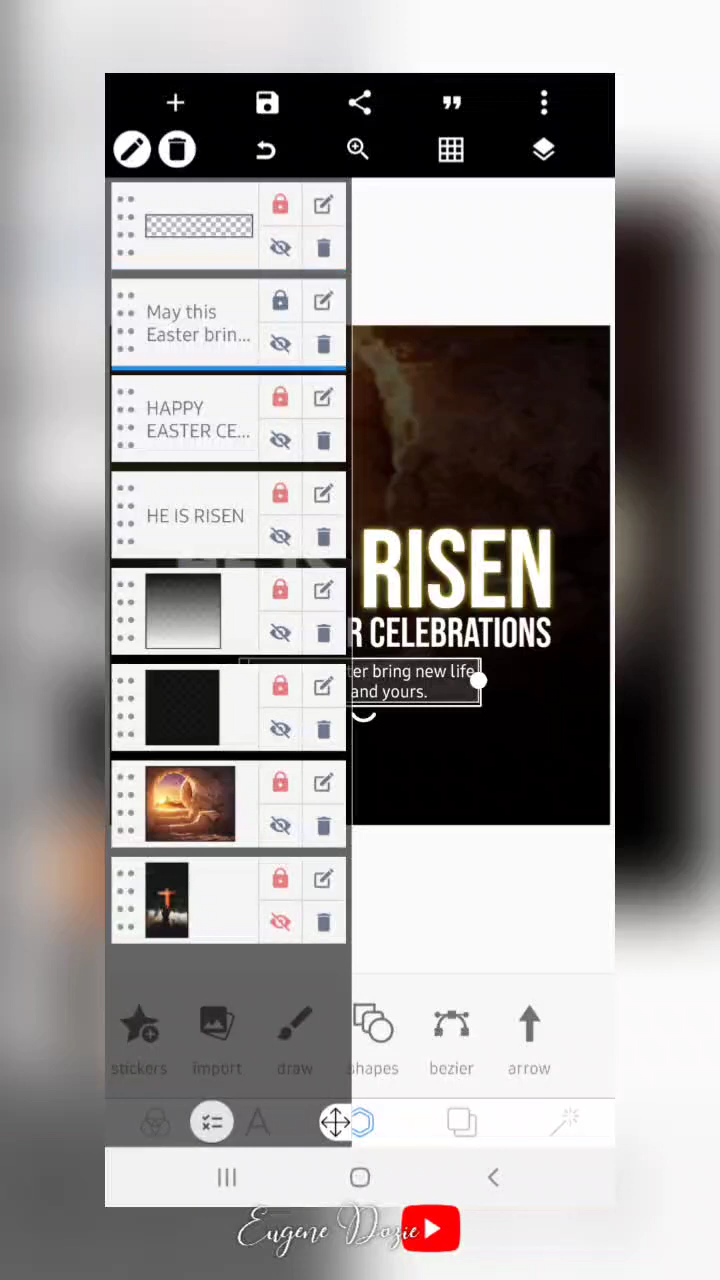 May this
Easter brin...
HAPPY
EASTER CE...
HE IS RISEN
RISEN
R CELEBRATIONS
ter bring new life
and yours.
stickers
import
draw
shapes
bezier
arrow
Eugene Dozie